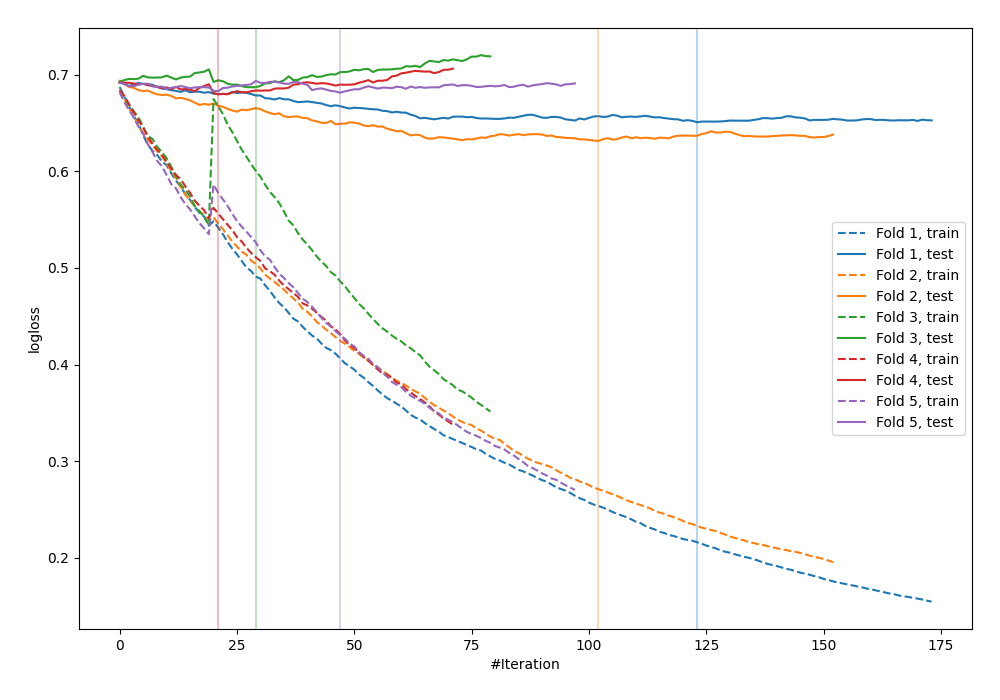 0.7
0.6
0.5
0.4
0.3
0.2
logloss
Fold 1, train
Fold 1, test
Fold 2, train
Fold 2, test
Fold 3, train
Fold 3, test
Fold 4, train
Fold 4, test
Fold 5, train
Fold 5, test
0 25 50 75 100 125 150 175
#Iteration